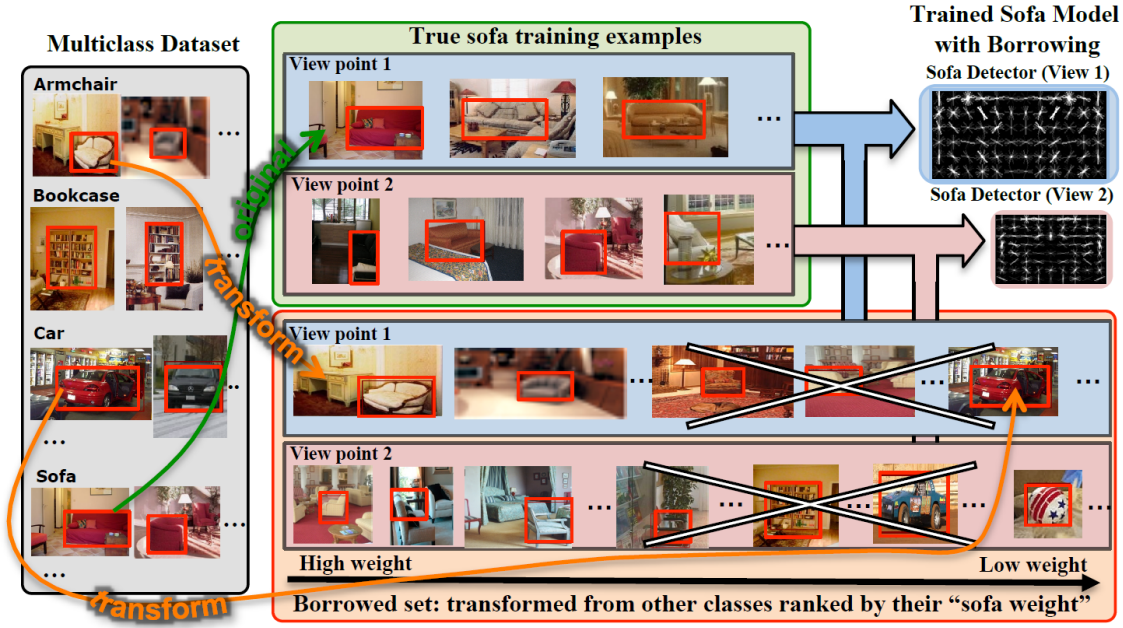 Multiclass Dataset
Armchair
...
Bookcase
...
Car
...
...
Sofa
...
...
original
transform
transform
True sofa training examples
View point 1
...
View point 2
...
View point 1
...
...
...
...
View point 2
...
...
...
...
...
High weight
Low weight
Borrowed set: transformed from other classes ranked by their “sofa weight”
Trained Sofa Model
with Borrowing
Sofa Detector (View 1)
Sofa Detector (View 2)